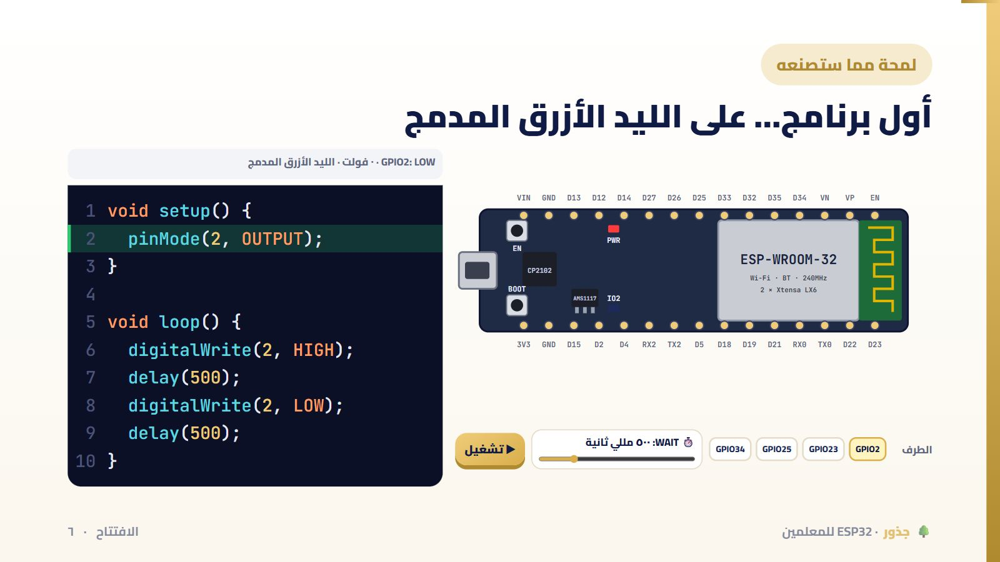 لمحة مما ستصنعه
أول برنامج... على الليد الأزرق المدمج
GPIO2: LOW · ٠ فولت · الليد الأزرق المدمج
VIN GND D13 D12 D14 D27 D26 D25 D33 D32 D35 D34 VN VP EN
EN
PWR
CP2102
BOOT
AMS1117
IO2
ESP-WROOM-32
Wi-Fi · BT · 240MHz
2 × Xtensa LX6
3V3 GND D15 D2 D4 RX2 TX2 D5 D18 D19 D21 RX0 TX0 D22 D23
الطرف
GPIO2
GPIO23
GPIO25
GPIO34
WAIT: ٥٠٠ مللي ثانية
تشغيل
1 void setup() {
2 pinMode(2, OUTPUT);
3 }
4
5 void loop() {
6 digitalWrite(2, HIGH);
7 delay(500);
8 digitalWrite(2, LOW);
9 delay(500);
10 }
جذور · ESP32 للمعلمين
الافتتاح · ٦